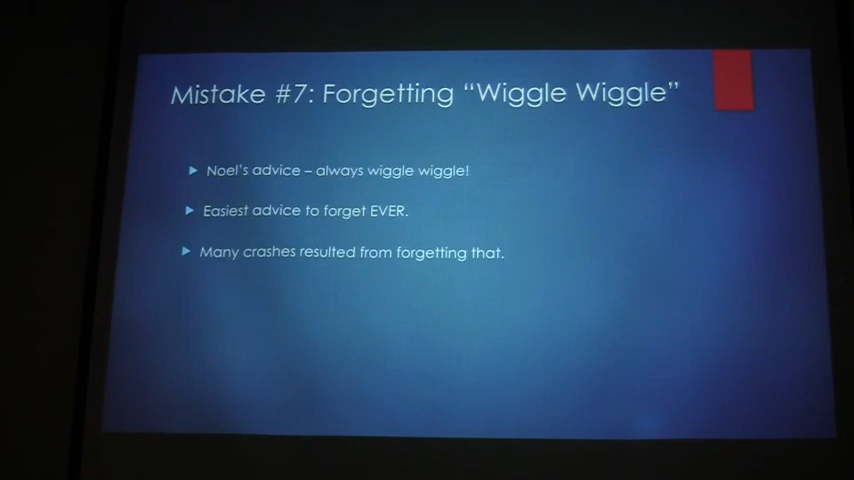 Mistake #7: Forgetting “Wiggle Wiggle”
Noel's advice – always wiggle wiggle!
Easiest advice to forget EVER.
Many crashes resulted from forgetting that.